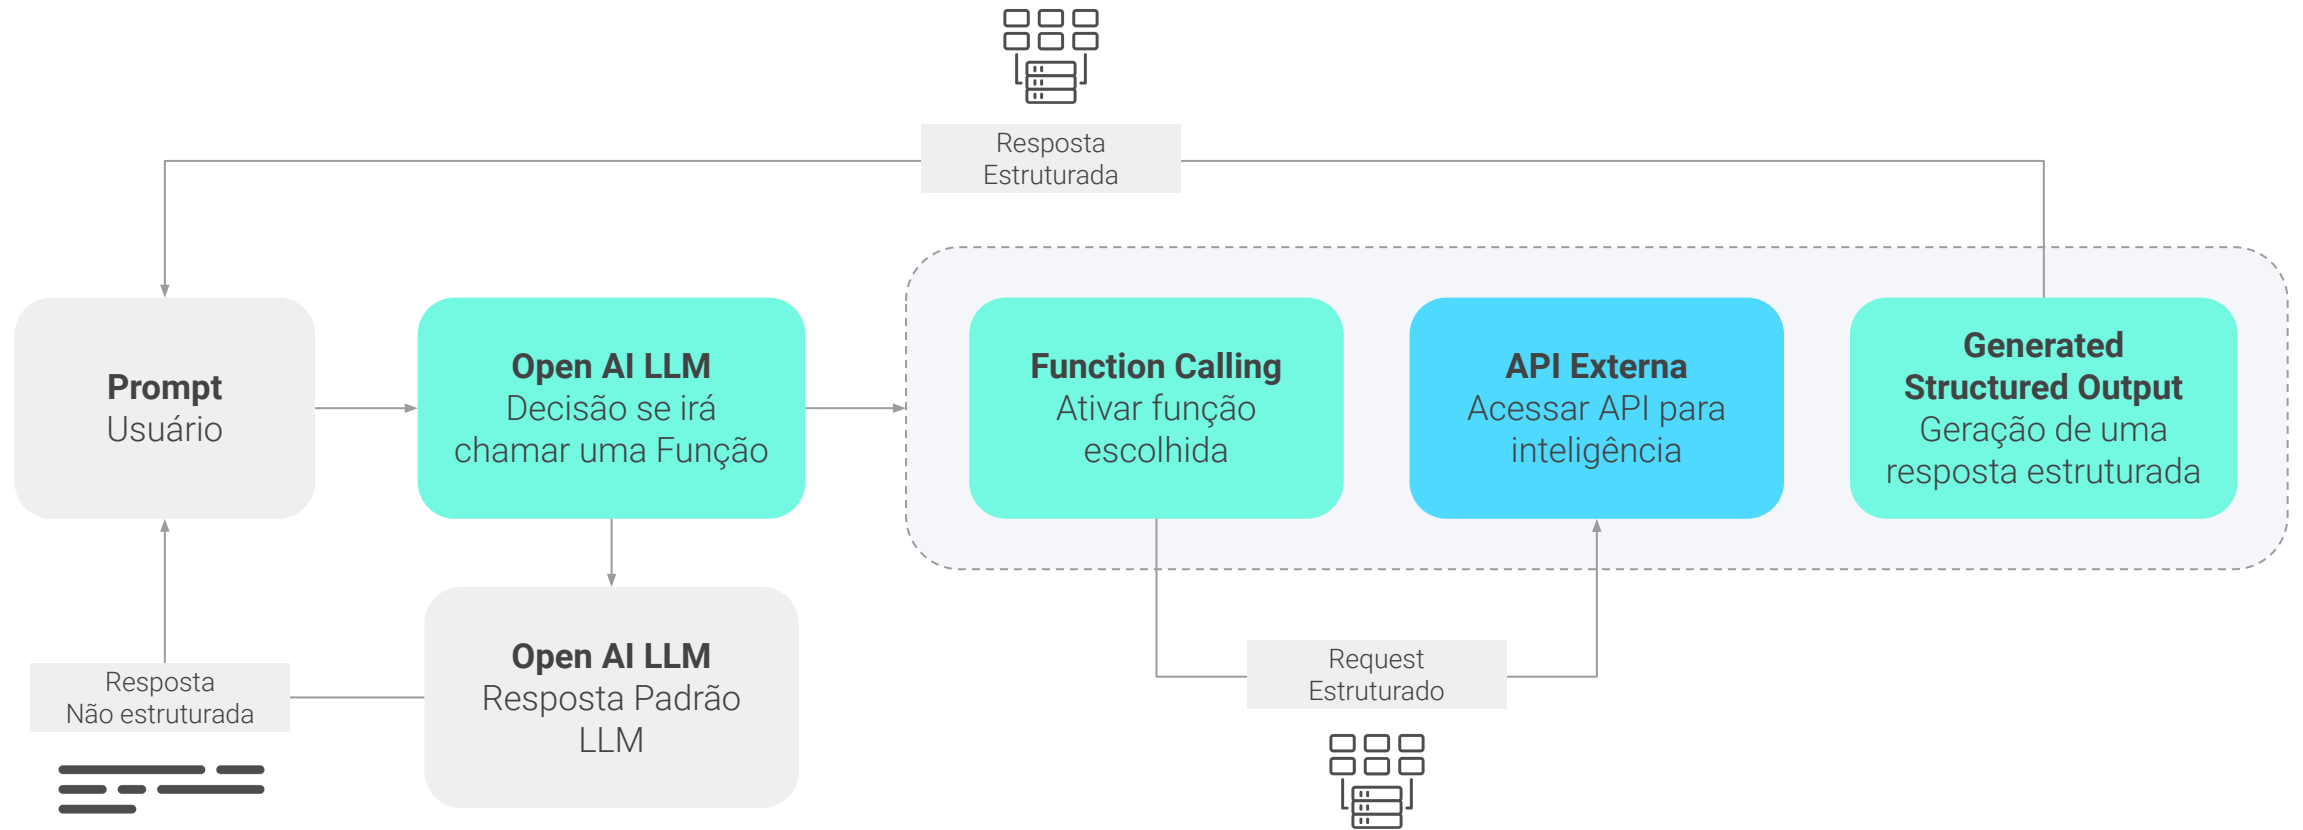 Resposta
Estruturada
Prompt
Usuário
Open AI LLM
Decisão se irá
chamar uma Função
Function Calling
Ativar função
escolhida
API Externa
Acessar API para
inteligência
Generated
Structured Output
Geração de uma
resposta estruturada
Resposta
Não estruturada
Open AI LLM
Resposta Padrão
LLM
Request
Estruturado